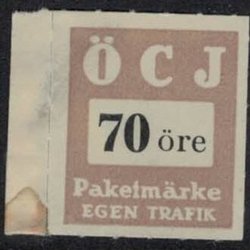 ÖCJ
70 öre
Paketmärke
EGEN TRAFIK